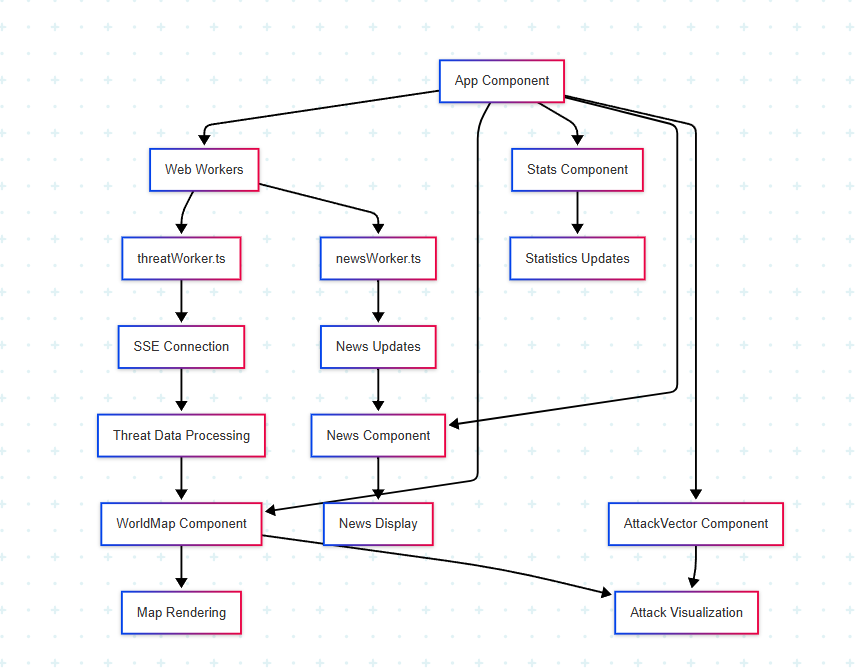 App Component
Web Workers
Stats Component
threatWorker.ts
newsWorker.ts
Statistics Updates
SSE Connection
News Updates
Threat Data Processing
News Component
WorldMap Component
News Display
AttackVector Component
Map Rendering
Attack Visualization